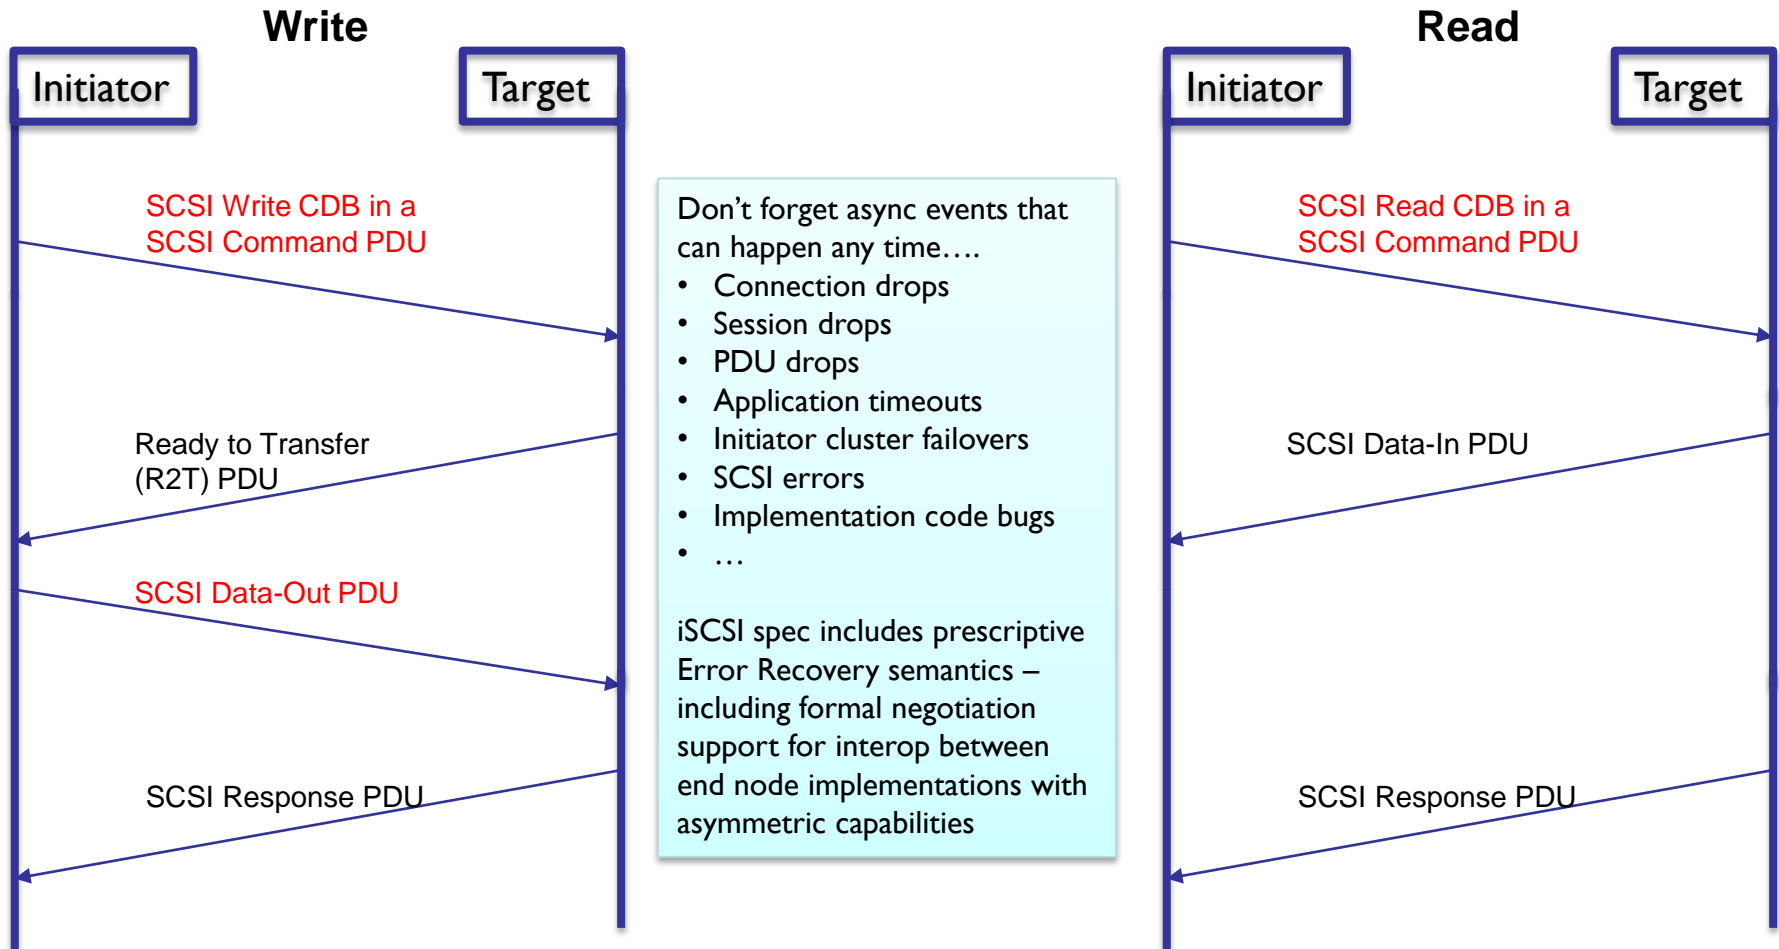 Write
Initiator
Target
SCSI Write CDB in a
SCSI Command PDU
Ready to Transfer
(R2T) PDU
SCSI Data-Out PDU
SCSI Response PDU
Don’t forget async events that
can happen any time….
• Connection drops
• Session drops
• PDU drops
• Application timeouts
• Initiator cluster failovers
• SCSI errors
• Implementation code bugs
• …
iSCSI spec includes prescriptive
Error Recovery semantics –
including formal negotiation
support for interop between
end node implementations with
asymmetric capabilities
Read
Initiator
Target
SCSI Read CDB in a
SCSI Command PDU
SCSI Data-In PDU
SCSI Response PDU